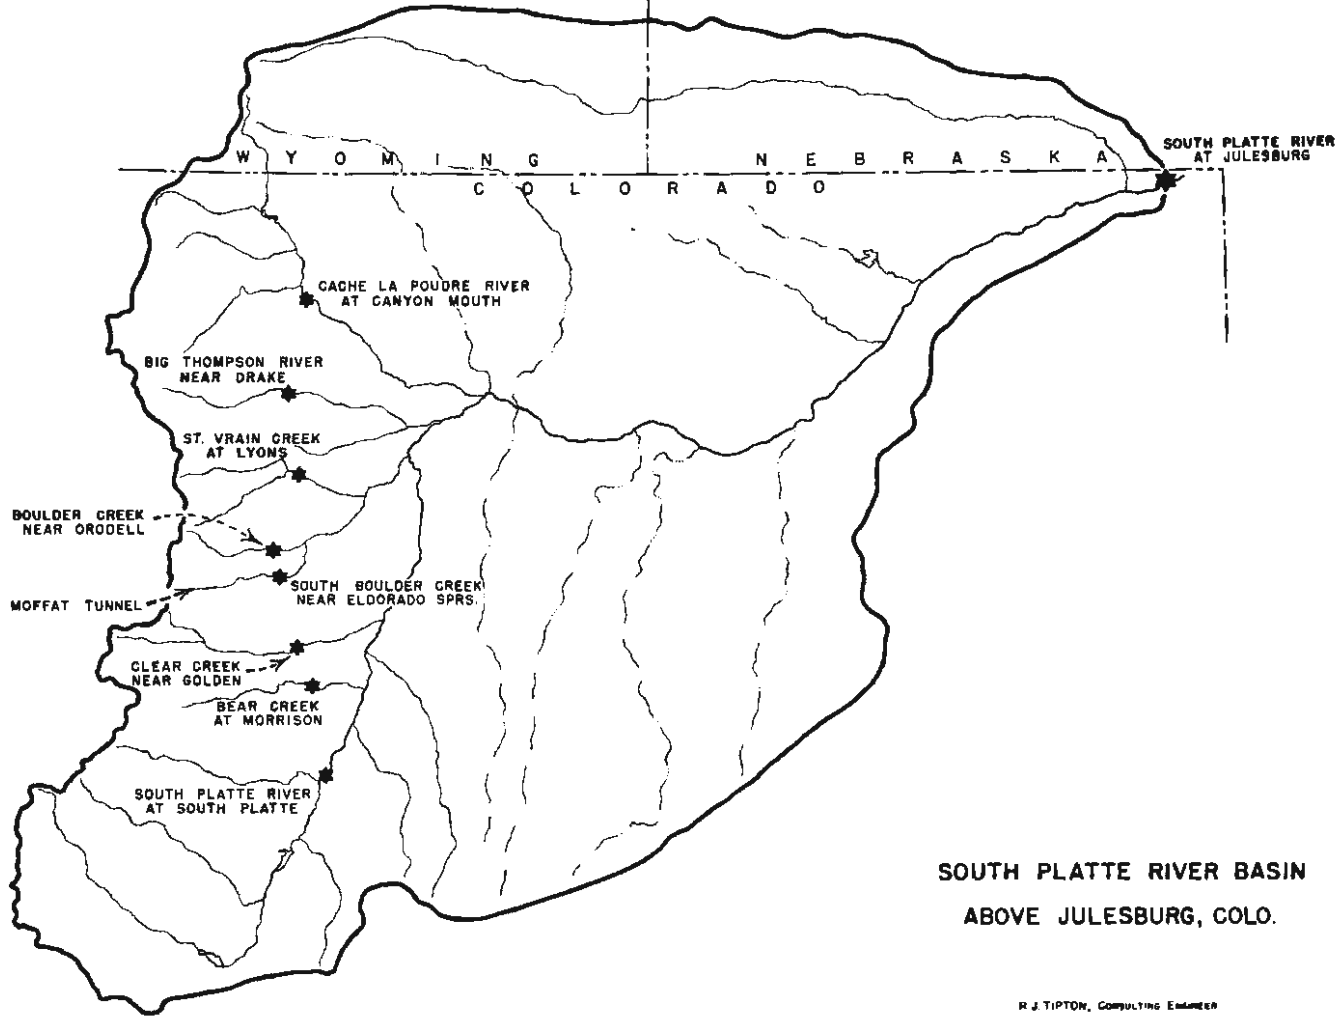 SOUTH PLATTE RIVER
AT JULESBURG
W Y O M I N G
N E B R A S K A
C O L O R A D O
CACHE LA POUDRE RIVER
AT CANYON MOUTH
BIG THOMPSON RIVER
NEAR DRAKE
ST. VRAIN CREEK
AT LYONS
BOULDER CREEK
NEAR ORODELL
SOUTH BOULDER CREEK
NEAR ELDORADO SPRS.
MOFFAT TUNNEL
CLEAR CREEK
NEAR GOLDEN
BEAR CREEK
AT MORRISON
SOUTH PLATTE RIVER
AT SOUTH PLATTE
SOUTH PLATTE RIVER BASIN
ABOVE JULESBURG, COLO.
R. J. TIPTON, CONSULTING ENGINEER